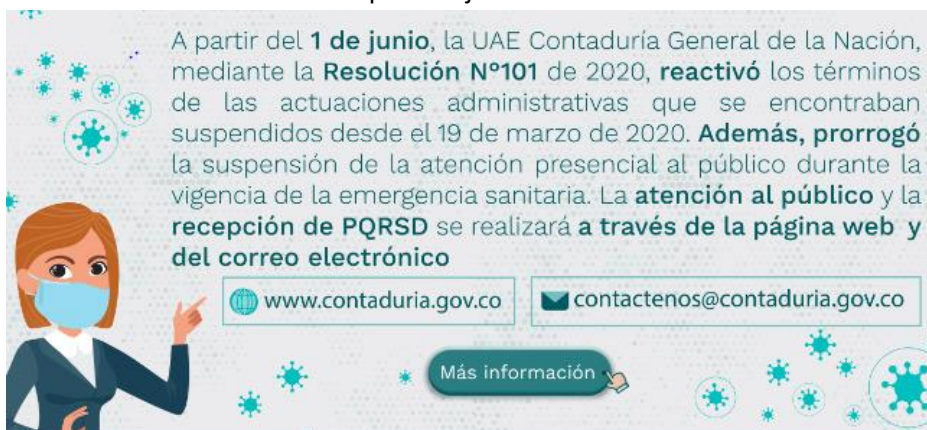 A partir del 1 de junio, la UAE Contaduría General de la Nación,
mediante la Resolución N°101 de 2020, reactivó los términos
de las actuaciones administrativas que se encontraban
suspendidos desde el 19 de marzo de 2020. Además, prorrogó
la suspensión de la atención presencial al público durante la
vigencia de la emergencia sanitaria. La atención al público y la
recepción de PQRSD se realizará a través de la página web y
del correo electrónico
www.contaduria.gov.co
contactenos@contaduria.gov.co
Más información